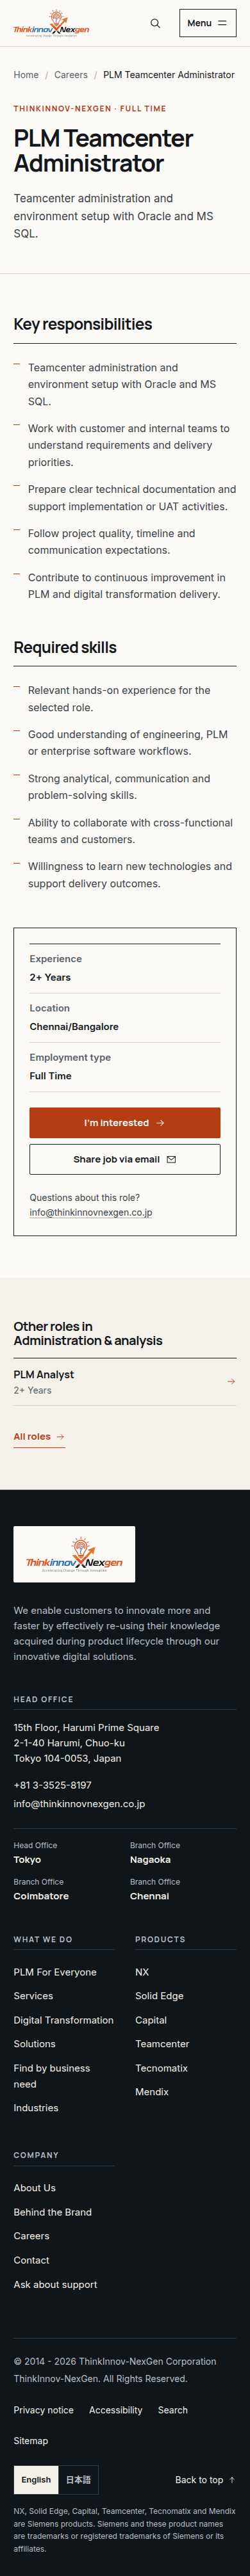 Thinkinnov Nexgen
Menu
Home / Careers / PLM Teamcenter Administrator
THINKINNOV-NEXGEN · FULL TIME
PLM Teamcenter
Administrator
Teamcenter administration and
environment setup with Oracle and MS
SQL.
Key responsibilities
Teamcenter administration and
environment setup with Oracle and MS
SQL.
Work with customer and internal teams to
understand requirements and delivery
priorities.
Prepare clear technical documentation and
support implementation or UAT activities.
Follow project quality, timeline and
communication expectations.
Contribute to continuous improvement in
PLM and digital transformation delivery.
Required skills
Relevant hands-on experience for the
selected role.
Good understanding of engineering, PLM
or enterprise software workflows.
Strong analytical, communication and
problem-solving skills.
Ability to collaborate with cross-functional
teams and customers.
Willingness to learn new technologies and
support delivery outcomes.
Experience
2+ Years
Location
Chennai/Bangalore
Employment type
Full Time
I'm interested →
Share job via email
Questions about this role?
info@thinkinnovnexgen.co.jp
Other roles in
Administration & analysis
PLM Analyst
2+ Years
→
All roles →
Thinkinnov Nexgen
Accelerating Change Through Innovation
We enable customers to innovate more and
faster by effectively re-using their knowledge
acquired during product lifecycle through our
innovative digital solutions.
HEAD OFFICE
15th Floor, Harumi Prime Square
2-1-40 Harumi, Chuo-ku
Tokyo 104-0053, Japan
+81 3-3525-8197
info@thinkinnovnexgen.co.jp
Head Office
Tokyo
Branch Office
Nagaoka
Branch Office
Coimbatore
Branch Office
Chennai
WHAT WE DO
PLM For Everyone
Services
Digital Transformation
Solutions
Find by business
need
Industries
PRODUCTS
NX
Solid Edge
Capital
Teamcenter
Tecnomatix
Mendix
COMPANY
About Us
Behind the Brand
Careers
Contact
Ask about support
© 2014 - 2026 ThinkInnov-NexGen Corporation
ThinkInnov-NexGen. All Rights Reserved.
Privacy notice Accessibility Search
Sitemap
English 日本語
Back to top ↑
NX, Solid Edge, Capital, Teamcenter, Tecnomatix and Mendix
are Siemens products. Siemens and these product names
are trademarks or registered trademarks of Siemens or its
affiliates.